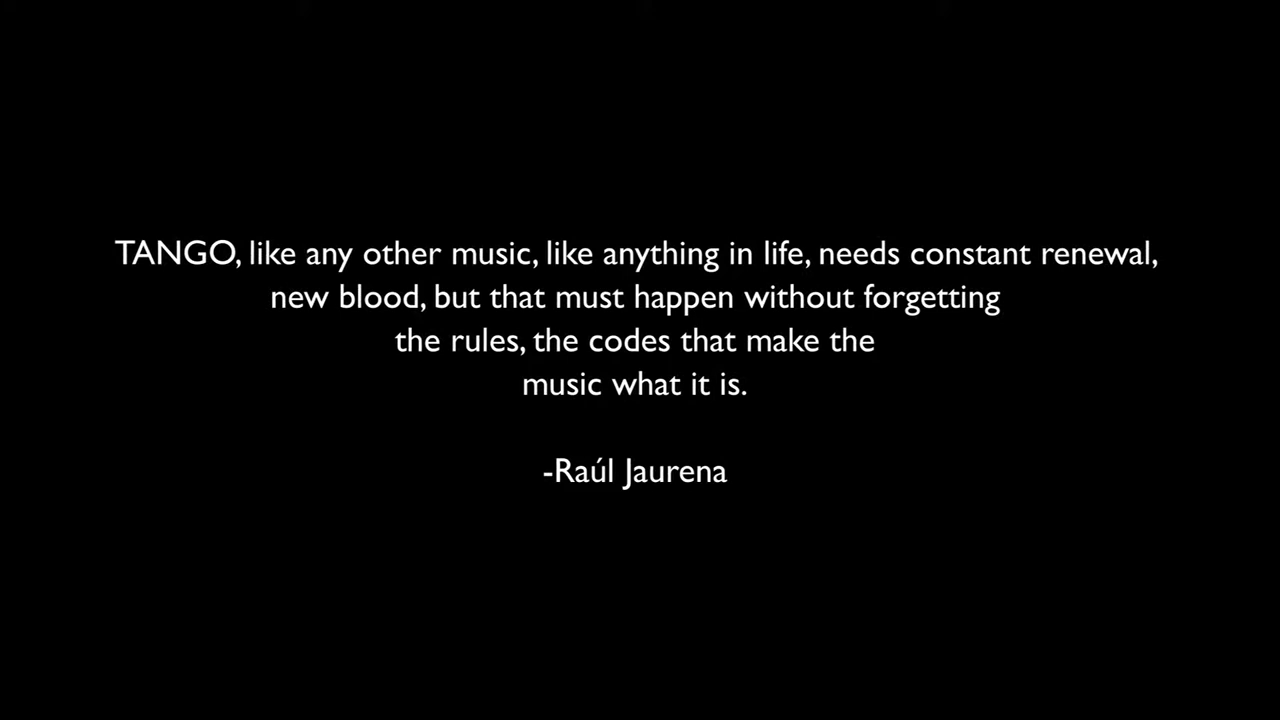 TANGO, like any other music, like anything in life, needs constant renewal,
new blood, but that must happen without forgetting
the rules, the codes that make the
music what it is.
-Raúl Jaurena